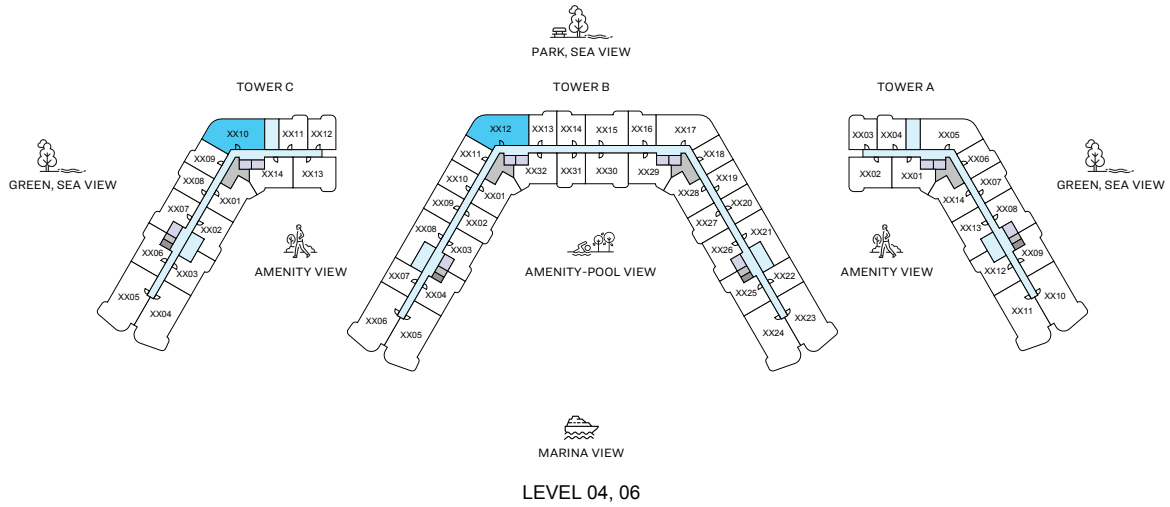 PARK, SEA VIEW
TOWER C
TOWER B
TOWER A
GREEN, SEA VIEW
XX10
XX11
XX12
XX09
XX08
XX07
XX06
XX05
XX04
XX03
XX02
XX01
XX14
XX13
AMENITY VIEW
XX12
XX13
XX14
XX15
XX16
XX17
XX11
XX10
XX09
XX08
XX07
XX06
XX05
XX04
XX03
XX02
XX01
XX32
XX31
XX30
XX29
XX28
XX18
XX19
XX20
XX21
XX22
XX23
XX24
XX25
XX26
XX27
AMENITY-POOL VIEW
XX03
XX04
XX05
XX02
XX01
XX06
XX07
XX08
XX09
XX10
XX11
XX12
XX13
XX14
AMENITY VIEW
GREEN, SEA VIEW
MARINA VIEW
LEVEL 04, 06